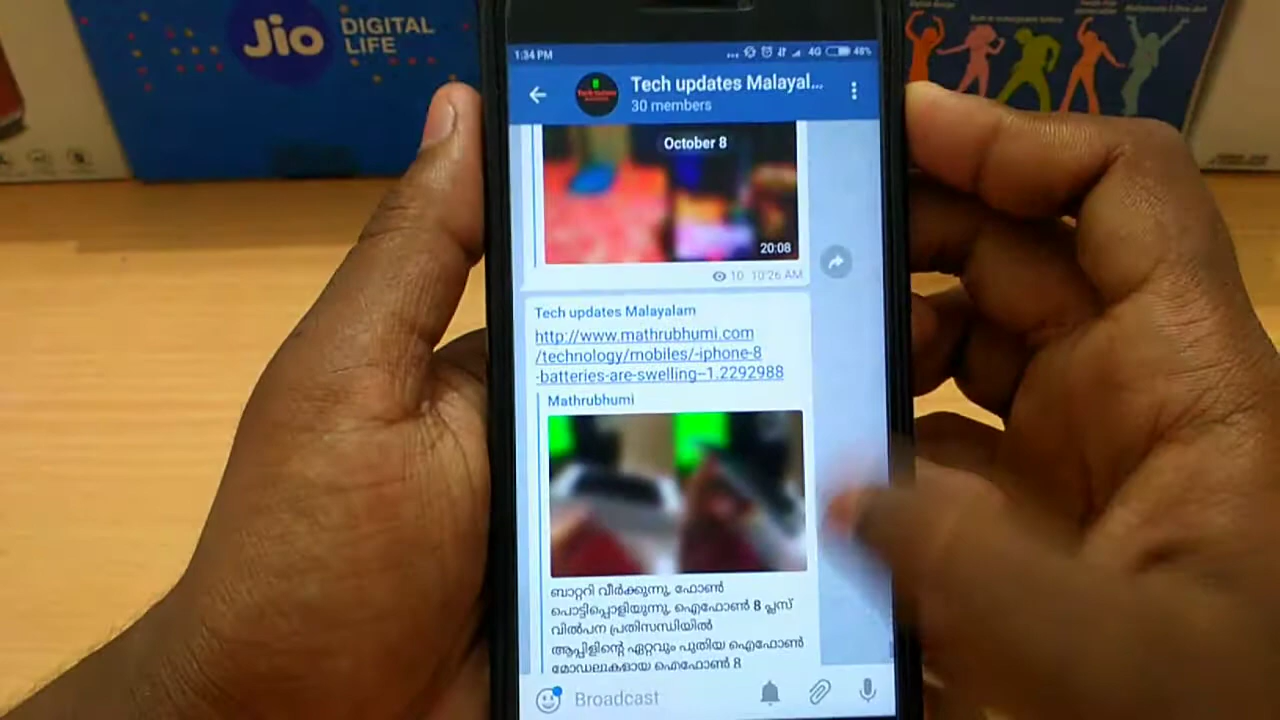 Jio
DIGITAL
LIFE
1:34 PM
4G
48%
Tech updates Malayal...
30 members
October 8
20:08
10 10:26 AM
Tech updates Malayalam
http://www.mathrubhumi.com
/technology/mobiles/-iphone-8
-batteries-are-swelling--1.2292988
Mathrubhumi
ബാറ്ററി വീർക്കുന്നു, ഫോൺ
പൊട്ടിപ്പൊളിയുന്നു, ഐഫോൺ 8 പ്ലസ്
വിൽപന പ്രതിസന്ധിയിൽ
ആപ്പിളിന്റെ ഏറ്റവും പുതിയ ഐഫോൺ
മോഡലുകളായ ഐഫോൺ 8
Broadcast